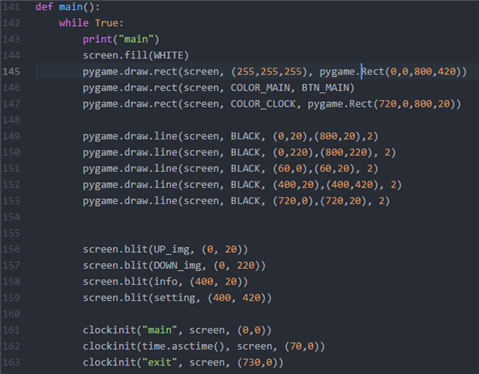 141 def main():
142 while True:
143 print("main")
144 screen.fill(WHITE)
145 pygame.draw.rect(screen, (255,255,255), pygame.Rect(0,0,800,420))
146 pygame.draw.rect(screen, COLOR_MAIN, BTN_MAIN)
147 pygame.draw.rect(screen, COLOR_CLOCK, pygame.Rect(720,0,800,20))
148
149 pygame.draw.line(screen, BLACK, (0,20),(800,20),2)
150 pygame.draw.line(screen, BLACK, (0,220),(800,220), 2)
151 pygame.draw.line(screen, BLACK, (60,0),(60,20), 2)
152 pygame.draw.line(screen, BLACK, (400,20),(400,420), 2)
153 pygame.draw.line(screen, BLACK, (720,0),(720,20), 2)
154
155
156 screen.blit(UP_img, (0, 20))
157 screen.blit(DOWN_img, (0, 220))
158 screen.blit(info, (400, 20))
159 screen.blit(setting, (400, 420))
160
161 clockinit("main", screen, (0,0))
162 clockinit(time.asctime(), screen, (70,0))
163 clockinit("exit", screen, (730,0))